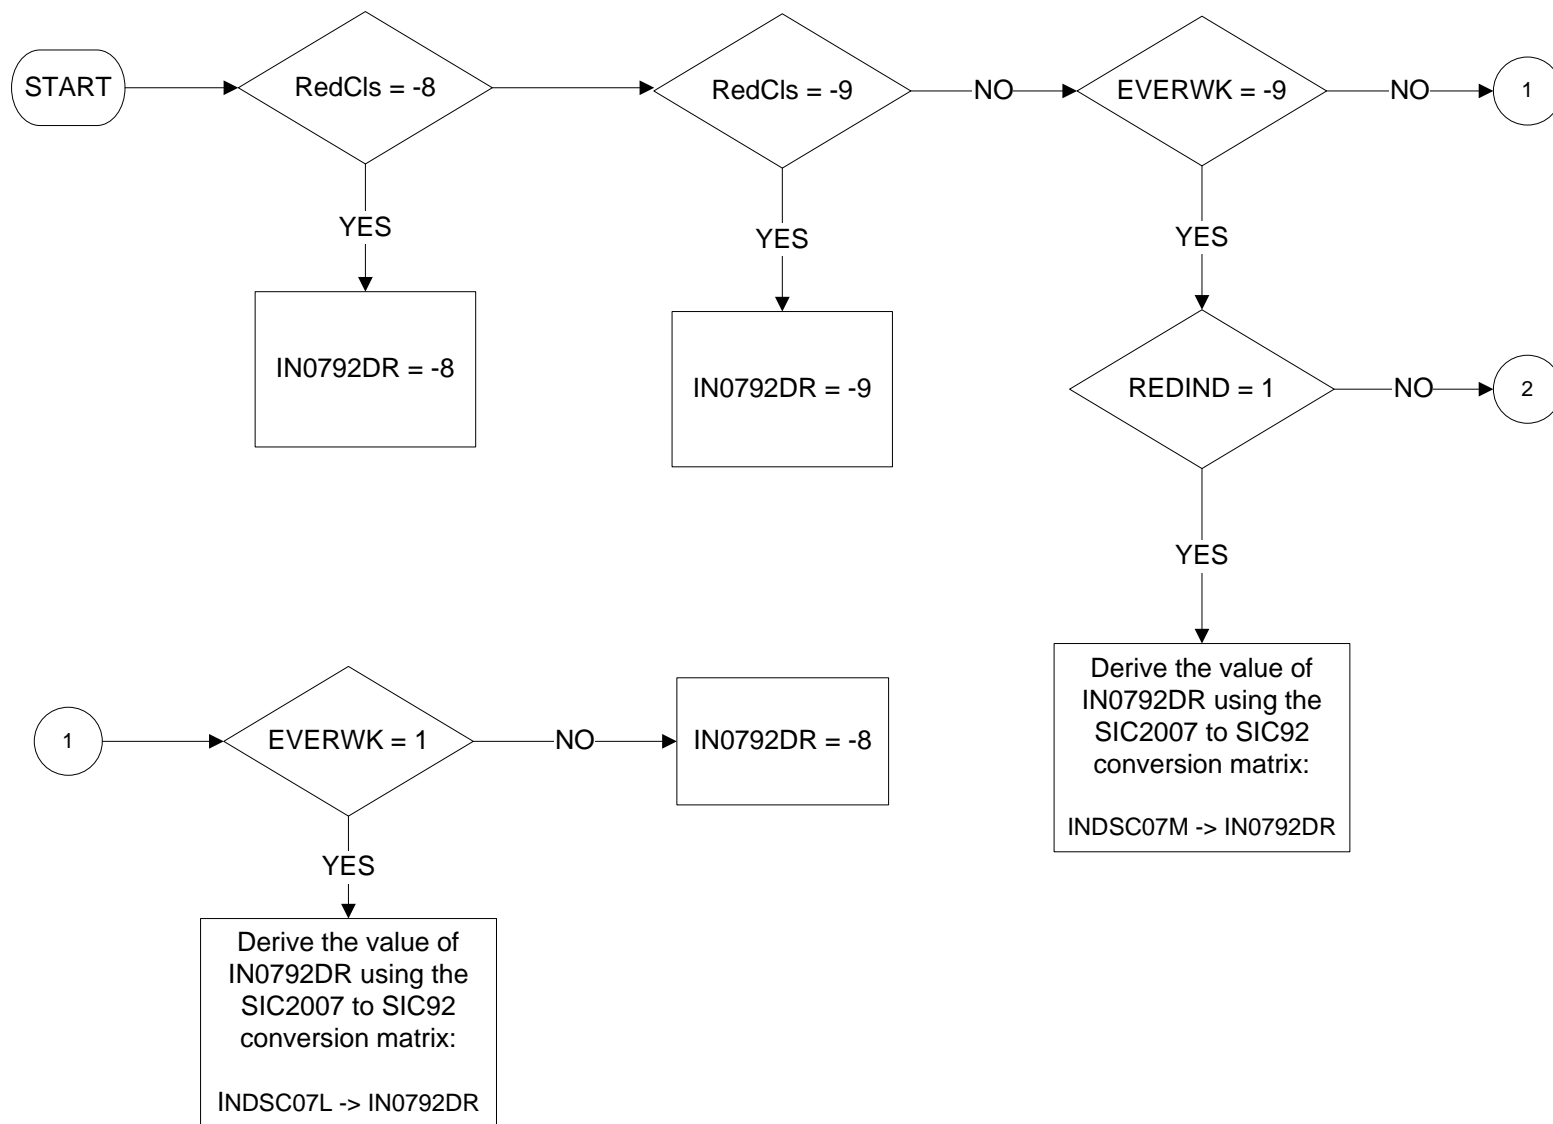 START
RedCls = -8
RedCls = -9
NO
EVERWK = -9
NO
1
YES
YES
YES
IN0792DR = -8
IN0792DR = -9
REDIND = 1
NO
2
YES
1
EVERWK = 1
NO
IN0792DR = -8
Derive the value of
IN0792DR using the
SIC2007 to SIC92
conversion matrix:
INDSC07M -> IN0792DR
YES
Derive the value of
IN0792DR using the
SIC2007 to SIC92
conversion matrix:
INDSC07L -> IN0792DR